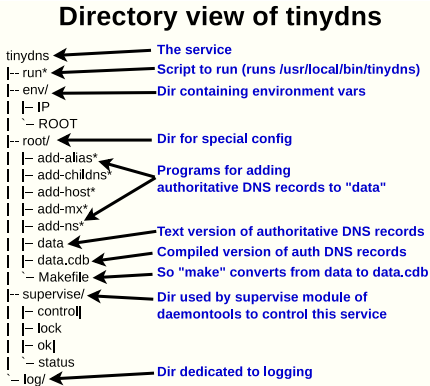 Directory view of tinydns
tinydns The service
|-- run* Script to run (runs /usr/local/bin/tinydns)
|-- env/ Dir containing environment vars
| |-- IP
| `-- ROOT
|-- root/ Dir for special config
| |-- add-alias*
| |-- add-childns* Programs for adding
| |-- add-host* authoritative DNS records to "data"
| |-- add-mx*
| |-- add-ns*
| |-- data Text version of authoritative DNS records
| |-- data.cdb Compiled version of auth DNS records
| `-- Makefile So "make" converts from data to data.cdb
|-- supervise/ Dir used by supervise module of
| |-- control daemontools to control this service
| |-- lock
| |-- ok|
| `-- status
`-- log/ Dir dedicated to logging